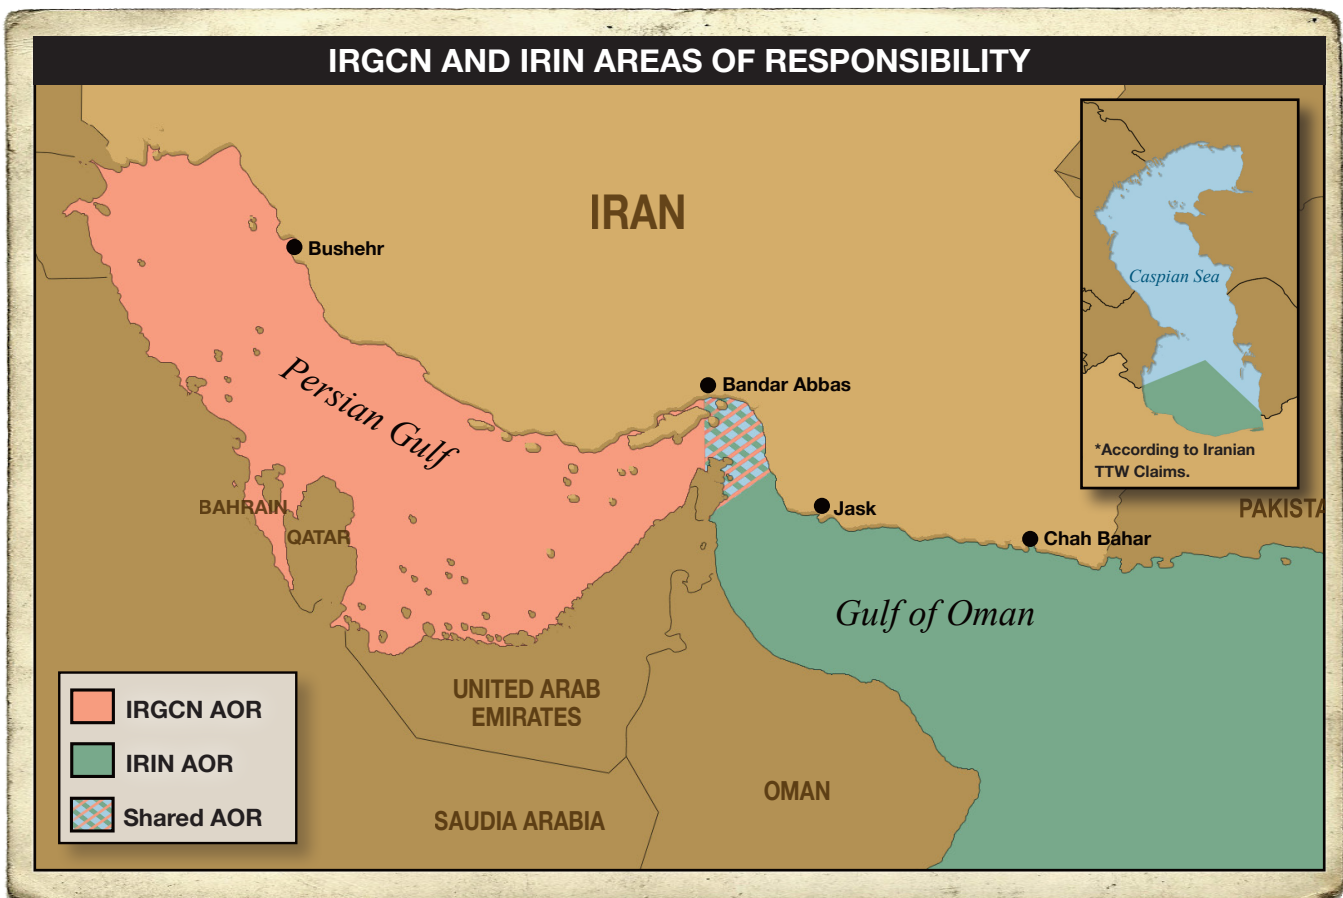 IRGCN AND IRIN AREAS OF RESPONSIBILITY
IRAN
Caspian Sea
*According to Iranian
TTW Claims.
Bushehr
Persian Gulf
Bandar Abbas
Jask
Chah Bahar
PAKISTA
BAHRAIN
QATAR
Gulf of Oman
UNITED ARAB
EMIRATES
OMAN
SAUDIA ARABIA
IRGCN AOR
IRIN AOR
Shared AOR